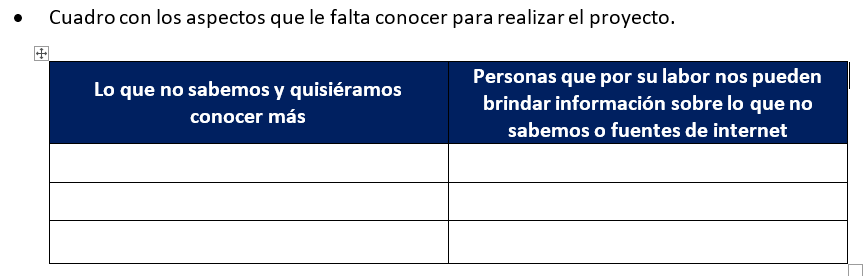 • Cuadro con los aspectos que le falta conocer para realizar el proyecto.
Lo que no sabemos y quisiéramos
conocer más
Personas que por su labor nos pueden
brindar información sobre lo que no
sabemos o fuentes de internet